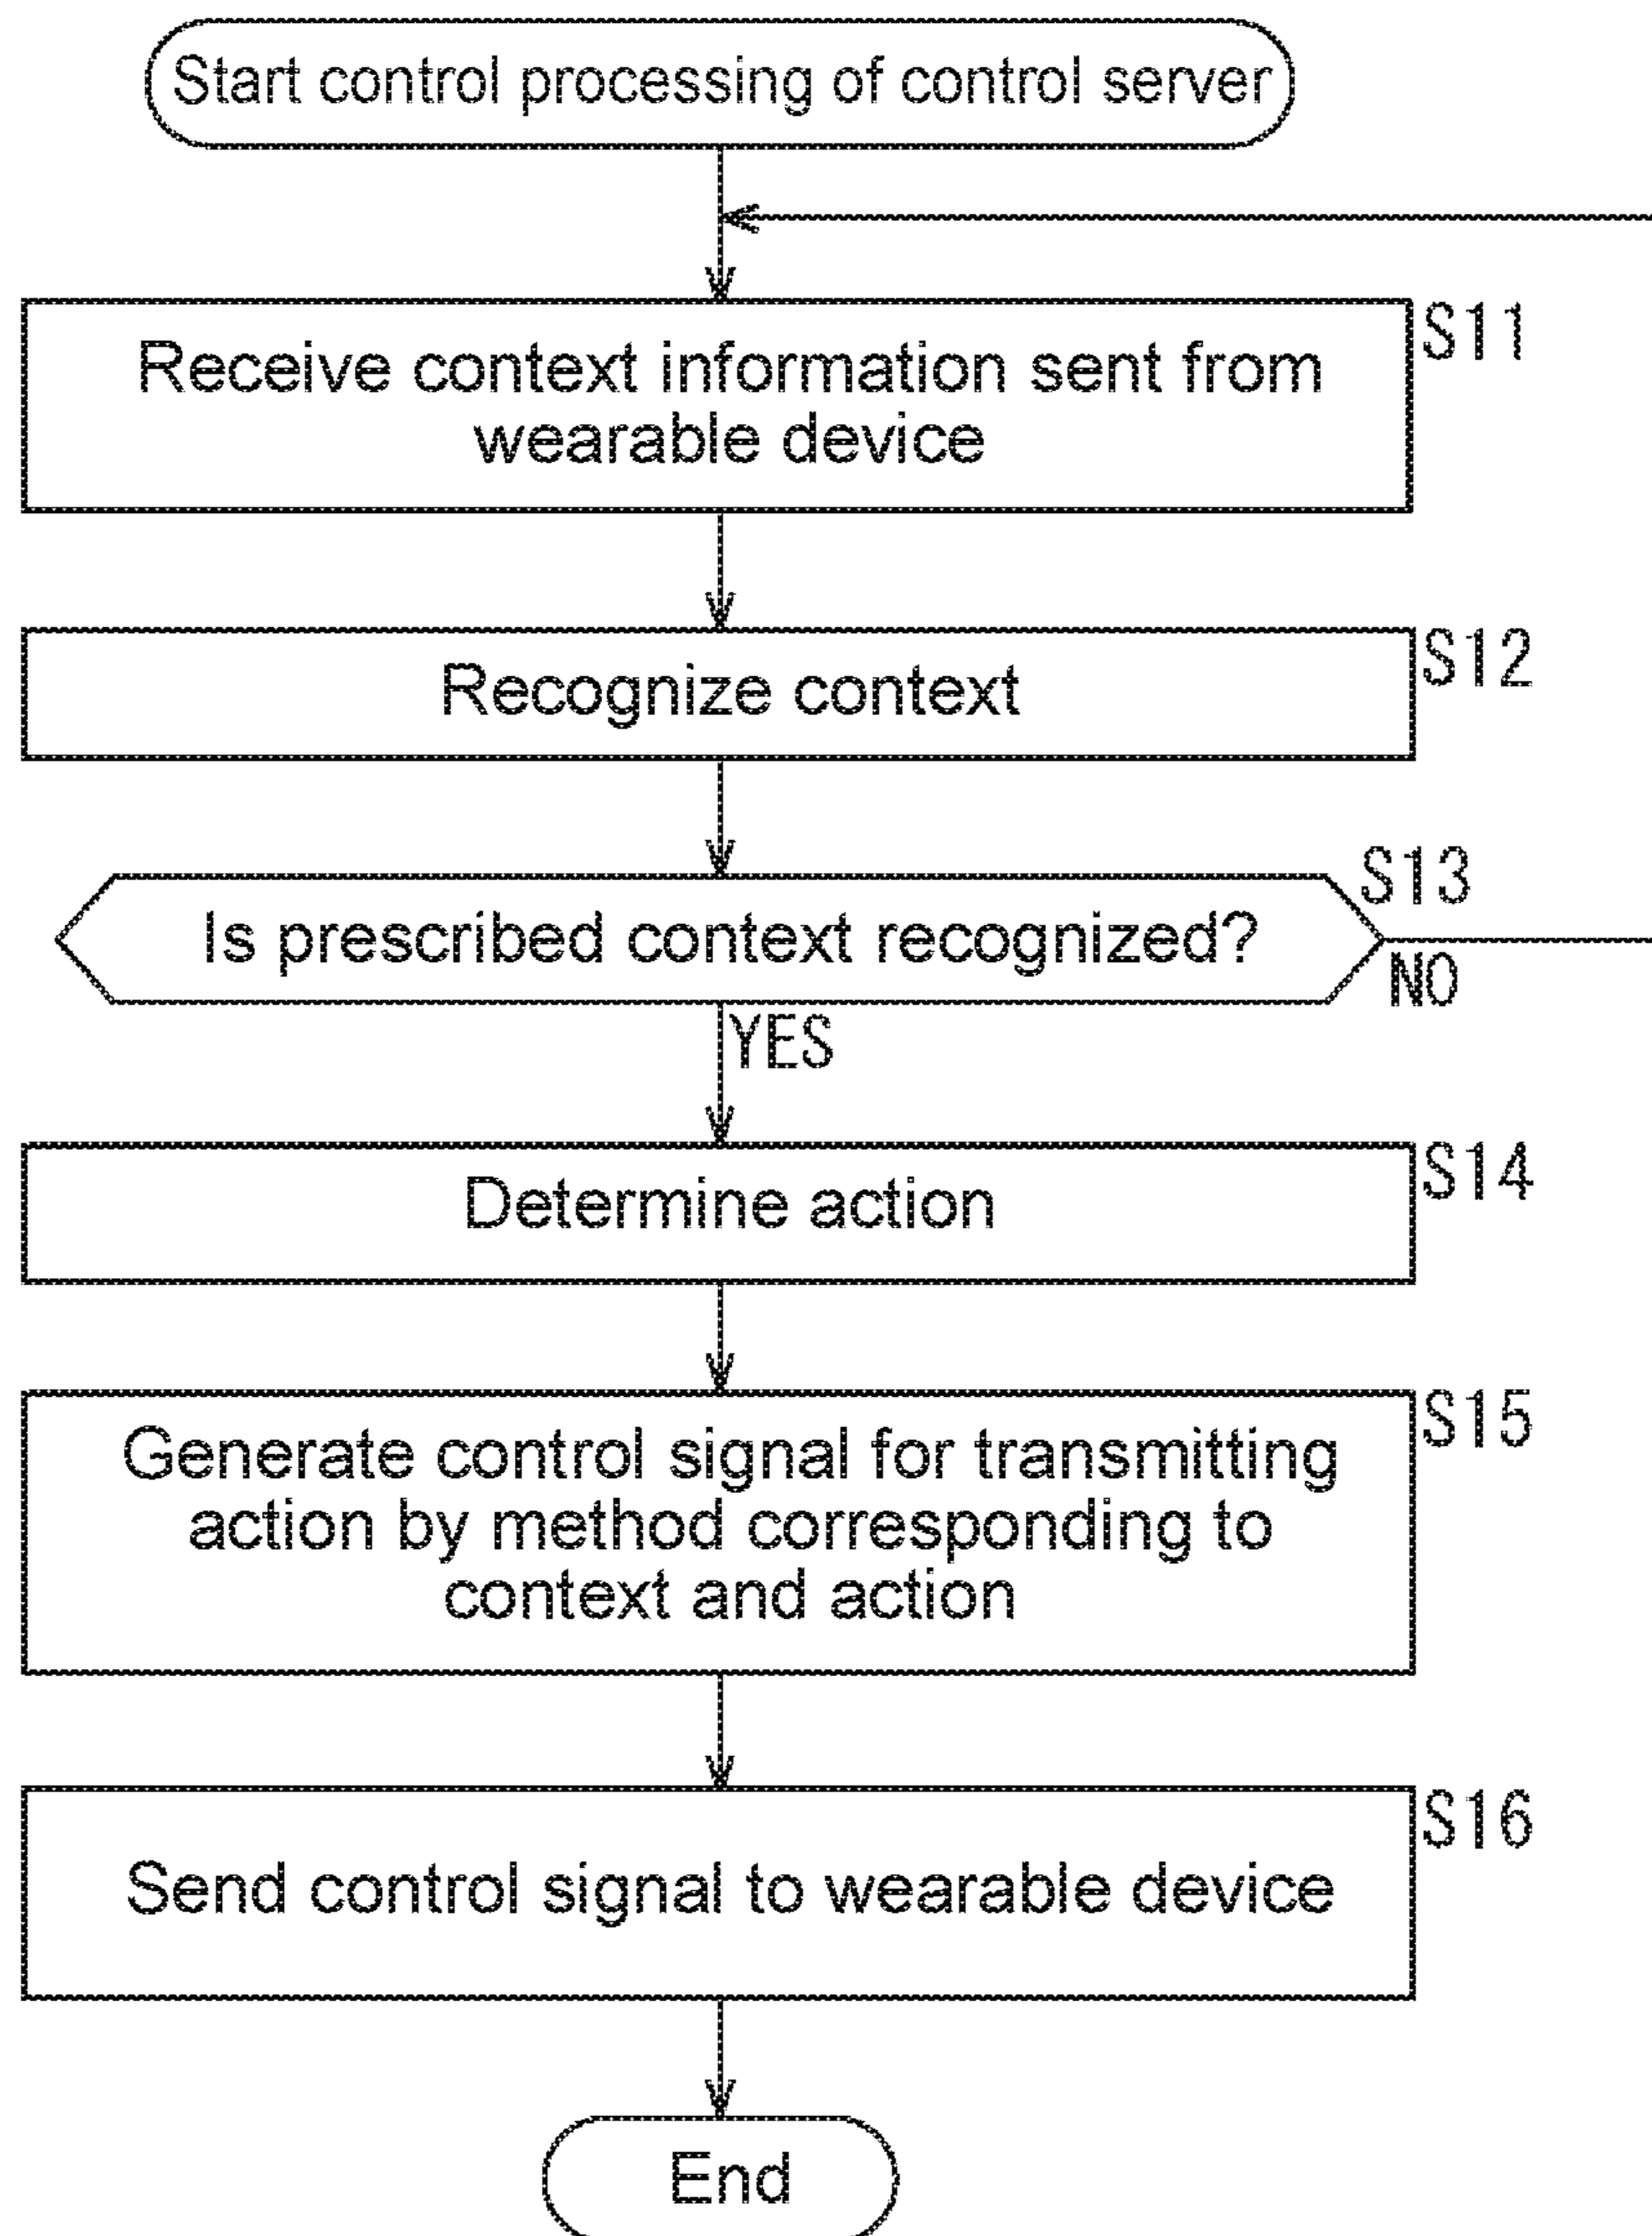 Start control processing of control server
S11
Receive context information sent from
wearable device
S12
Recognize context
S13
Is prescribed context recognized?
NO
YES
S14
Determine action
S15
Generate control signal for transmitting
action by method corresponding to
context and action
S16
Send control signal to wearable device
End